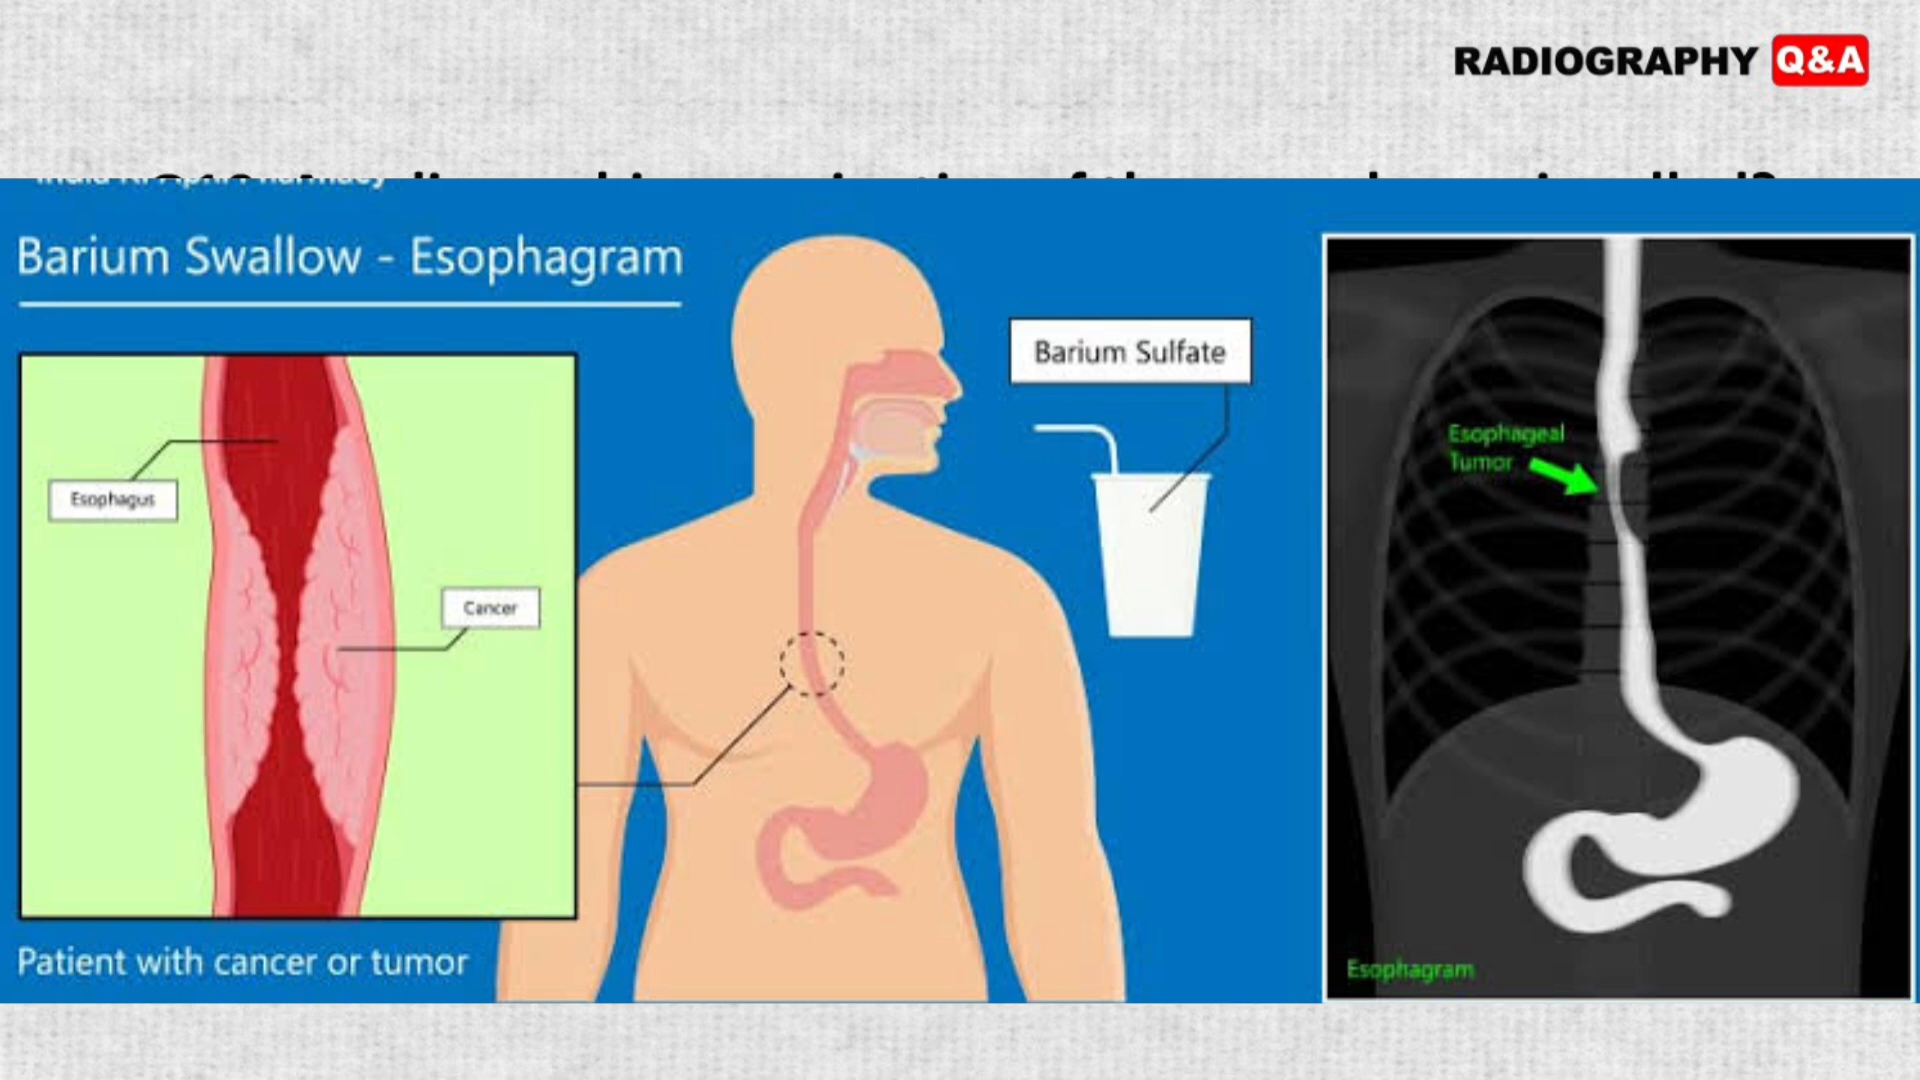 RADIOGRAPHY Q&A
Barium Swallow - Esophagram
Barium Sulfate
Esophageal
Tumor
Esophagus
Cancer
Patient with cancer or tumor
Esophagram